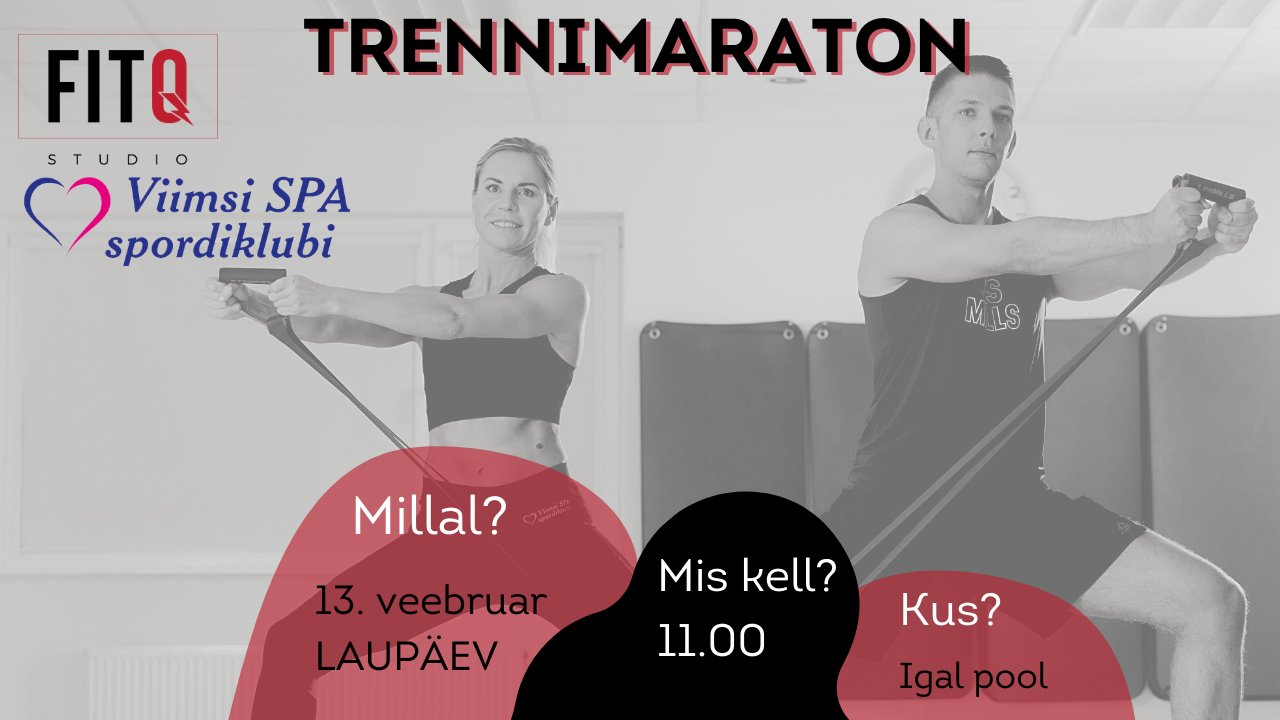 TRENNIMARATON
FITQ
STUDIO
Viimsi SPA
spordiklubi
MILLS
Viimsi SPA
spordiklubi
Millal?
13. veebruar
LAUPÄEV
Mis kell?
11.00
Kus?
Igal pool